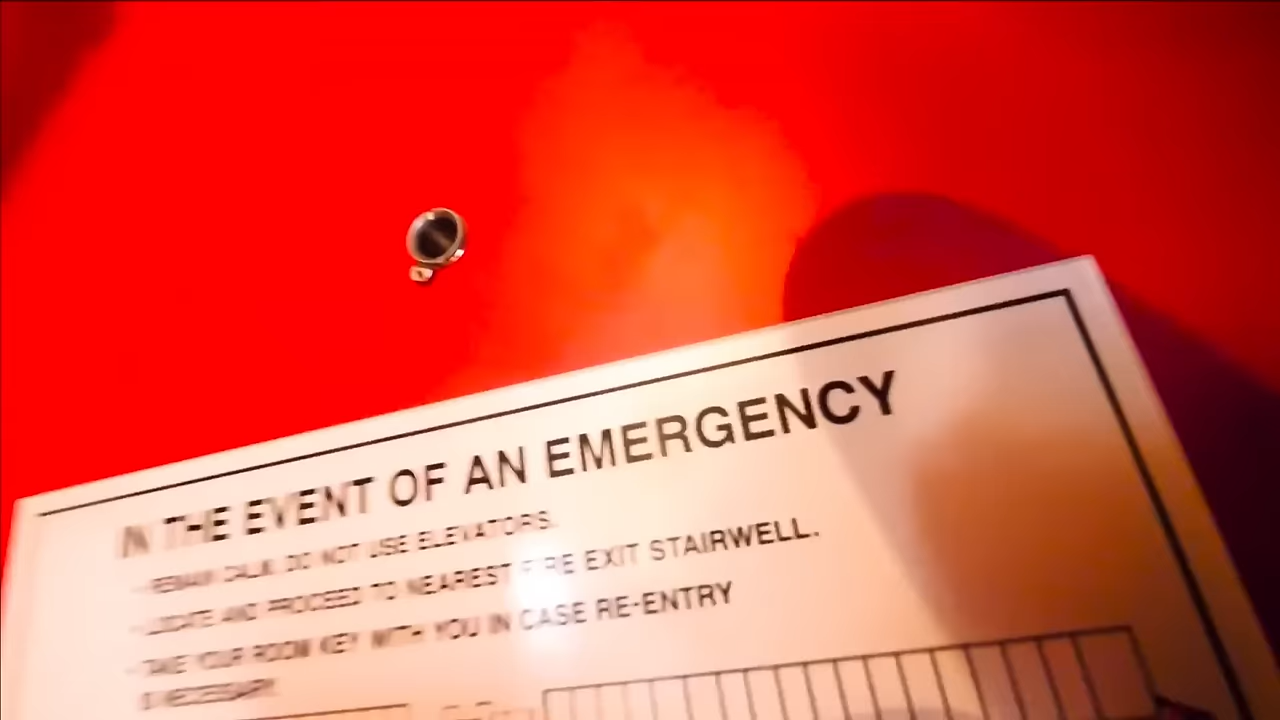 IN THE EVENT OF AN EMERGENCY
- REMAIN CALM. DO NOT USE ELEVATORS.
- LOCATE AND PROCEED TO NEAREST FIRE EXIT STAIRWELL.
- TAKE YOUR ROOM KEY WITH YOU IN CASE RE-ENTRY
IS NECESSARY.